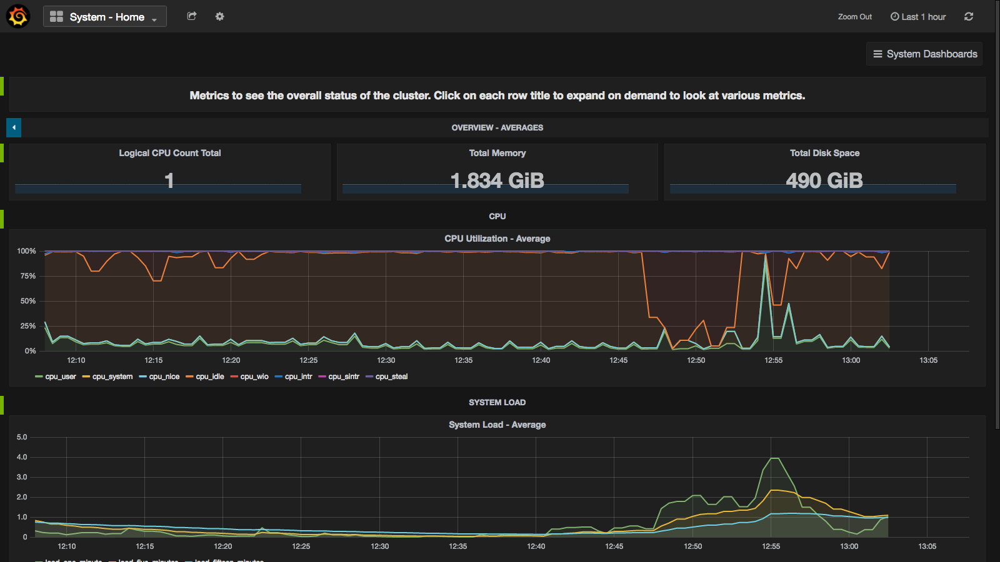 System - Home
Zoom Out
Last 1 hour
System Dashboards
Metrics to see the overall status of the cluster. Click on each row title to expand on demand to look at various metrics.
OVERVIEW - AVERAGES
Logical CPU Count Total
1
Total Memory
1.834 GiB
Total Disk Space
490 GiB
CPU
CPU Utilization - Average
100%
75%
50%
25%
0%
12:10 12:15 12:20 12:25 12:30 12:35 12:40 12:45 12:50 12:55 13:00 13:05
cpu_user cpu_system cpu_nice cpu_idle cpu_wio cpu_intr cpu_sintr cpu_steal
SYSTEM LOAD
System Load - Average
5.0
4.0
3.0
2.0
1.0
0
12:10 12:15 12:20 12:25 12:30 12:35 12:40 12:45 12:50 12:55 13:00 13:05
load_one_minute load_five_minutes load_fifteen_minutes